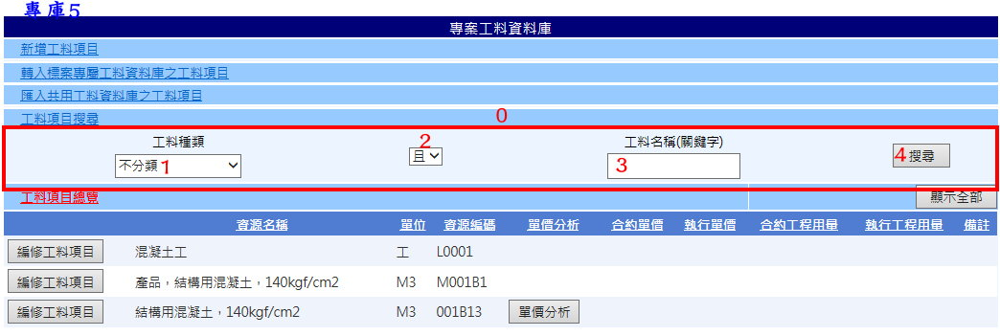 專庫5
專案工料資料庫
新增工料項目
轉入標案專屬工料資料庫之工料項目
匯入共用工料資料庫之工料項目
工料項目搜尋 0
工料種類 2 工料名稱(關鍵字)
不分類 1 且 3 4 搜尋
工料項目總覽 顯示全部
資源名稱 單位 資源編碼 單價分析 合約單價 執行單價 合約工程用量 執行工程用量 備註
編修工料項目 混凝土工 工 L0001
編修工料項目 產品，結構用混凝土，140kgf/cm2 M3 M001B1
編修工料項目 結構用混凝土，140kgf/cm2 M3 001B13 單價分析